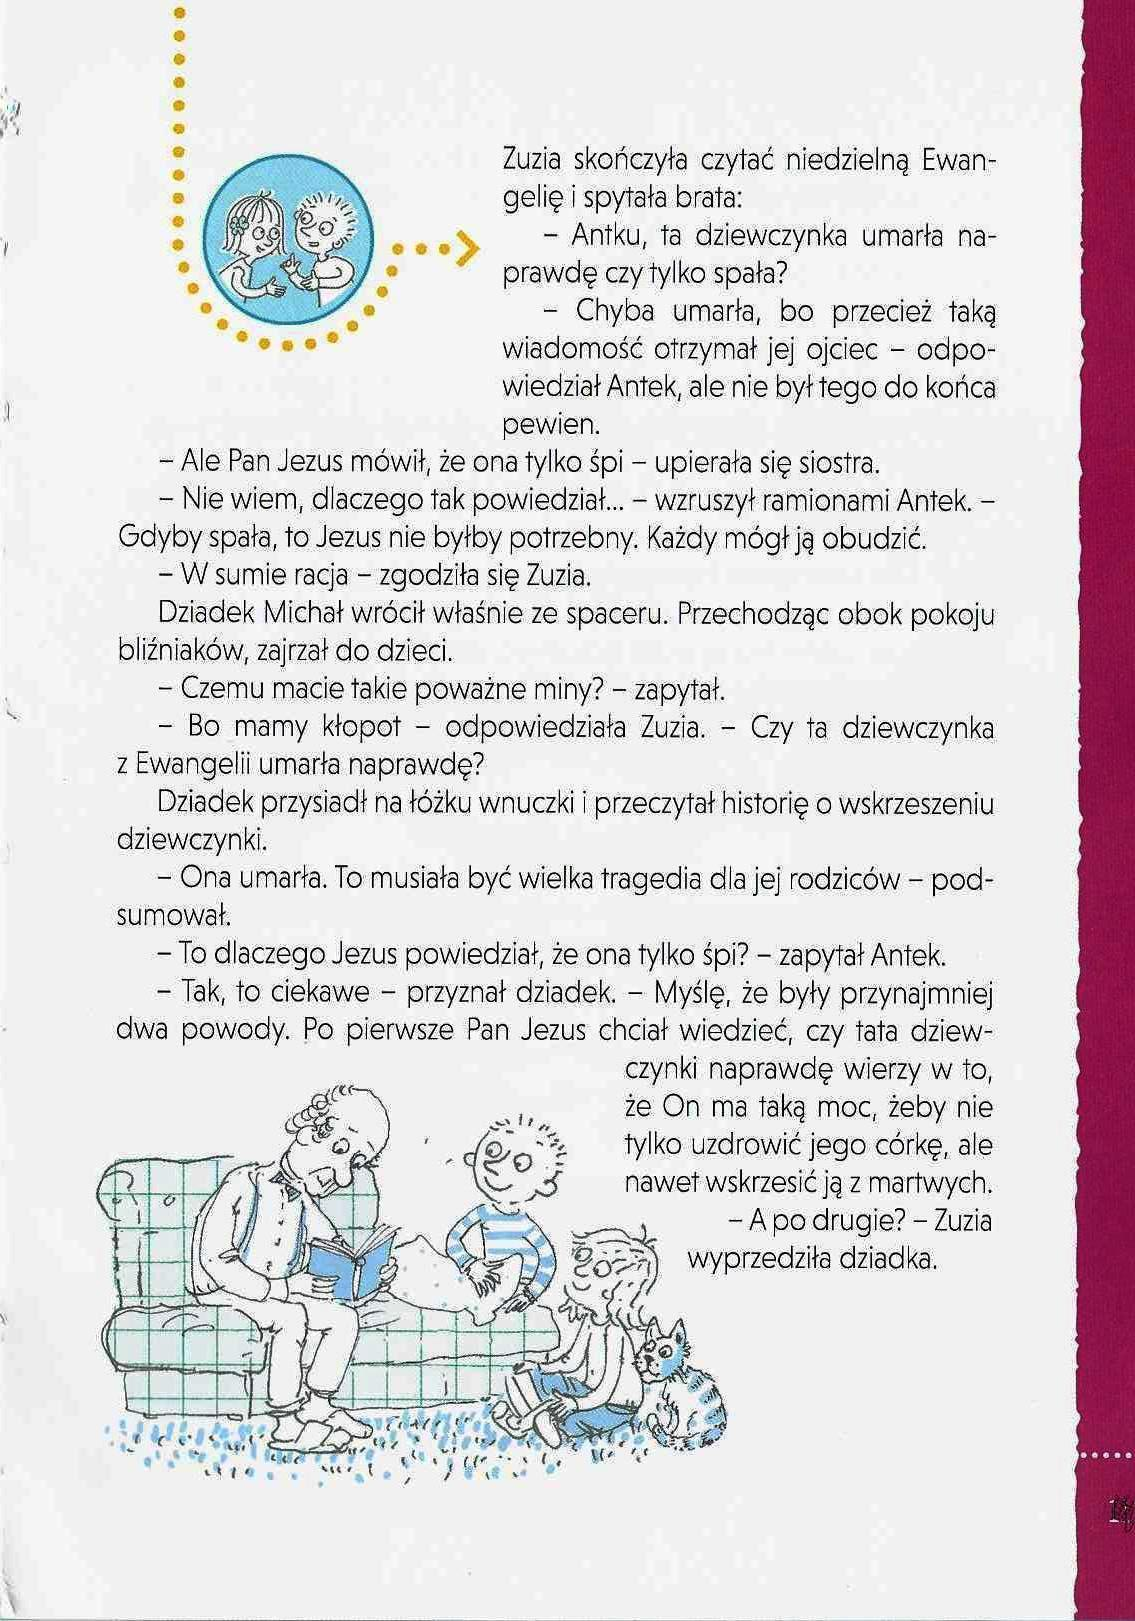 Zuzia skończyła czytać niedzielną Ewan-
gelię i spytała brata:
– Antku, ta dziewczynka umarła na-
prawdę czy tylko spała?
– Chyba umarła, bo przecież taką
wiadomość otrzymał jej ojciec – odpo-
wiedział Antek, ale nie był tego do końca
pewien.
– Ale Pan Jezus mówił, że ona tylko śpi – upierała się siostra.
– Nie wiem, dlaczego tak powiedział... – wzruszył ramionami Antek. –
Gdyby spała, to Jezus nie byłby potrzebny. Każdy mógł ją obudzić.
– W sumie racja – zgodziła się Zuzia.
Dziadek Michał wrócił właśnie ze spaceru. Przechodząc obok pokoju
bliźniaków, zajrzał do dzieci.
– Czemu macie takie poważne miny? – zapytał.
– Bo mamy kłopot – odpowiedziała Zuzia. – Czy ta dziewczynka
z Ewangelii umarła naprawdę?
Dziadek przysiadł na łóżku wnuczki i przeczytał historię o wskrzeszeniu
dziewczynki.
– Ona umarła. To musiała być wielka tragedia dla jej rodziców – pod-
sumował.
– To dlaczego Jezus powiedział, że ona tylko śpi? – zapytał Antek.
– Tak, to ciekawe – przyznał dziadek. – Myślę, że były przynajmniej
dwa powody. Po pierwsze Pan Jezus chciał wiedzieć, czy tata dziew-
czynki naprawdę wierzy w to,
że On ma taką moc, żeby nie
tylko uzdrowić jego córkę, ale
nawet wskrzesić ją z martwych.
– A po drugie? – Zuzia
wyprzedziła dziadka.